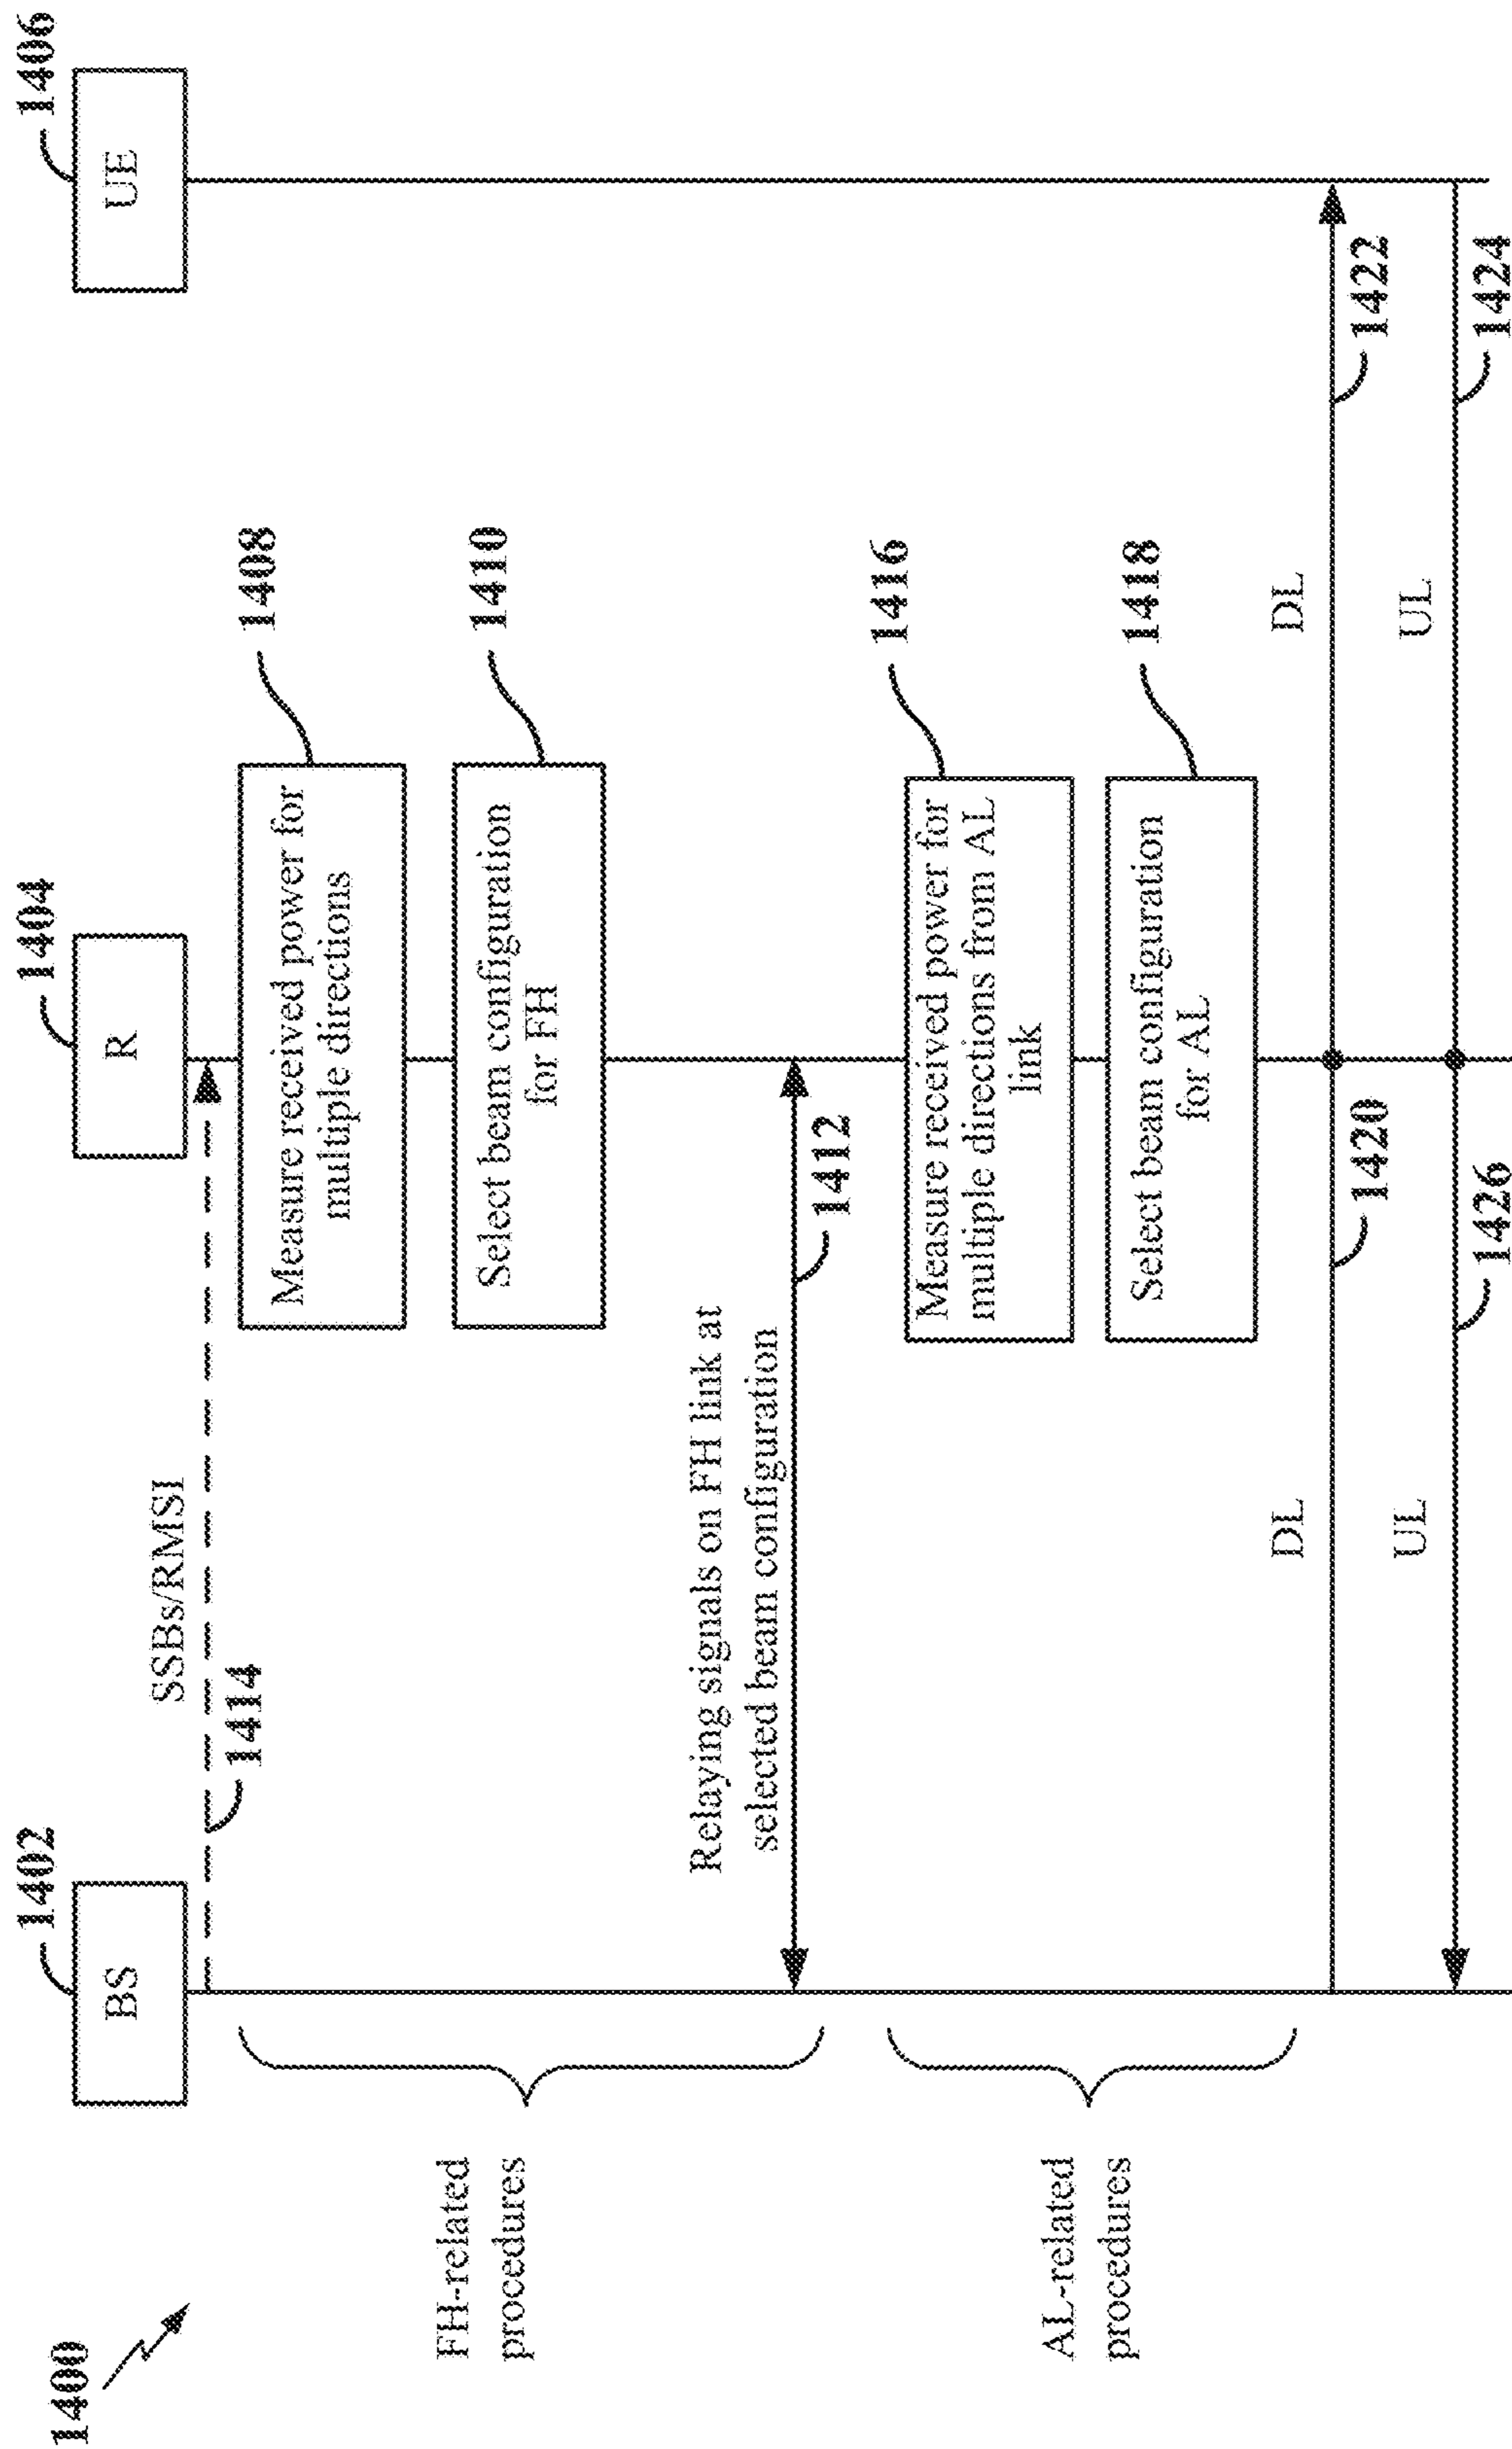 1400
1402
1404
1406
BS
R
UE
SSBs/RMSI
1414
Measure received power for
multiple directions
1408
Select beam configuration
for FH
1410
FH-related
procedures
Relaying signals on FH link at
selected beam configuration
1412
Measure received power for
multiple directions from AL
link
1416
AL-related
procedures
Select beam configuration
for AL
1418
DL
DL
1420
1422
UL
UL
1426
1424